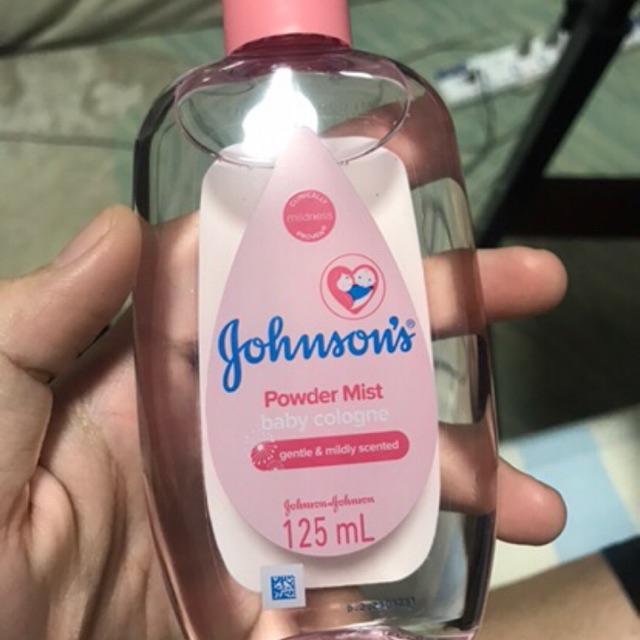 CLINICALLY
mildness
PROVEN
Johnson's®
Powder Mist
baby cologne
gentle & mildly scented
Johnson & Johnson
125 mL